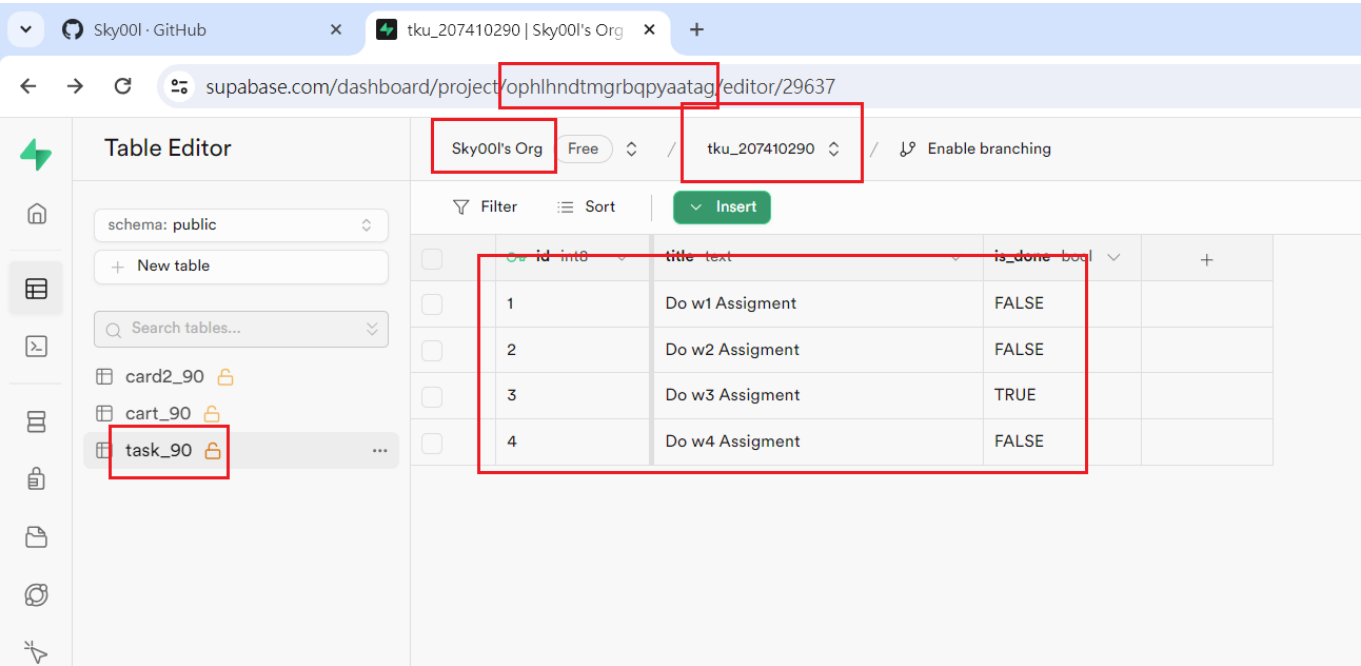 Sky00l · GitHub
tku_207410290 | Sky00l's Org
supabase.com/dashboard/project/ophlhndtmgrbqpyaatag/editor/29637
Table Editor
Sky00l's Org Free / tku_207410290 / Enable branching
schema: public
New table
Search tables...
card2_90
cart_90
task_90
Filter Sort Insert
id int8 title text is_done bool
1 Do w1 Assigment FALSE
2 Do w2 Assigment FALSE
3 Do w3 Assigment TRUE
4 Do w4 Assigment FALSE